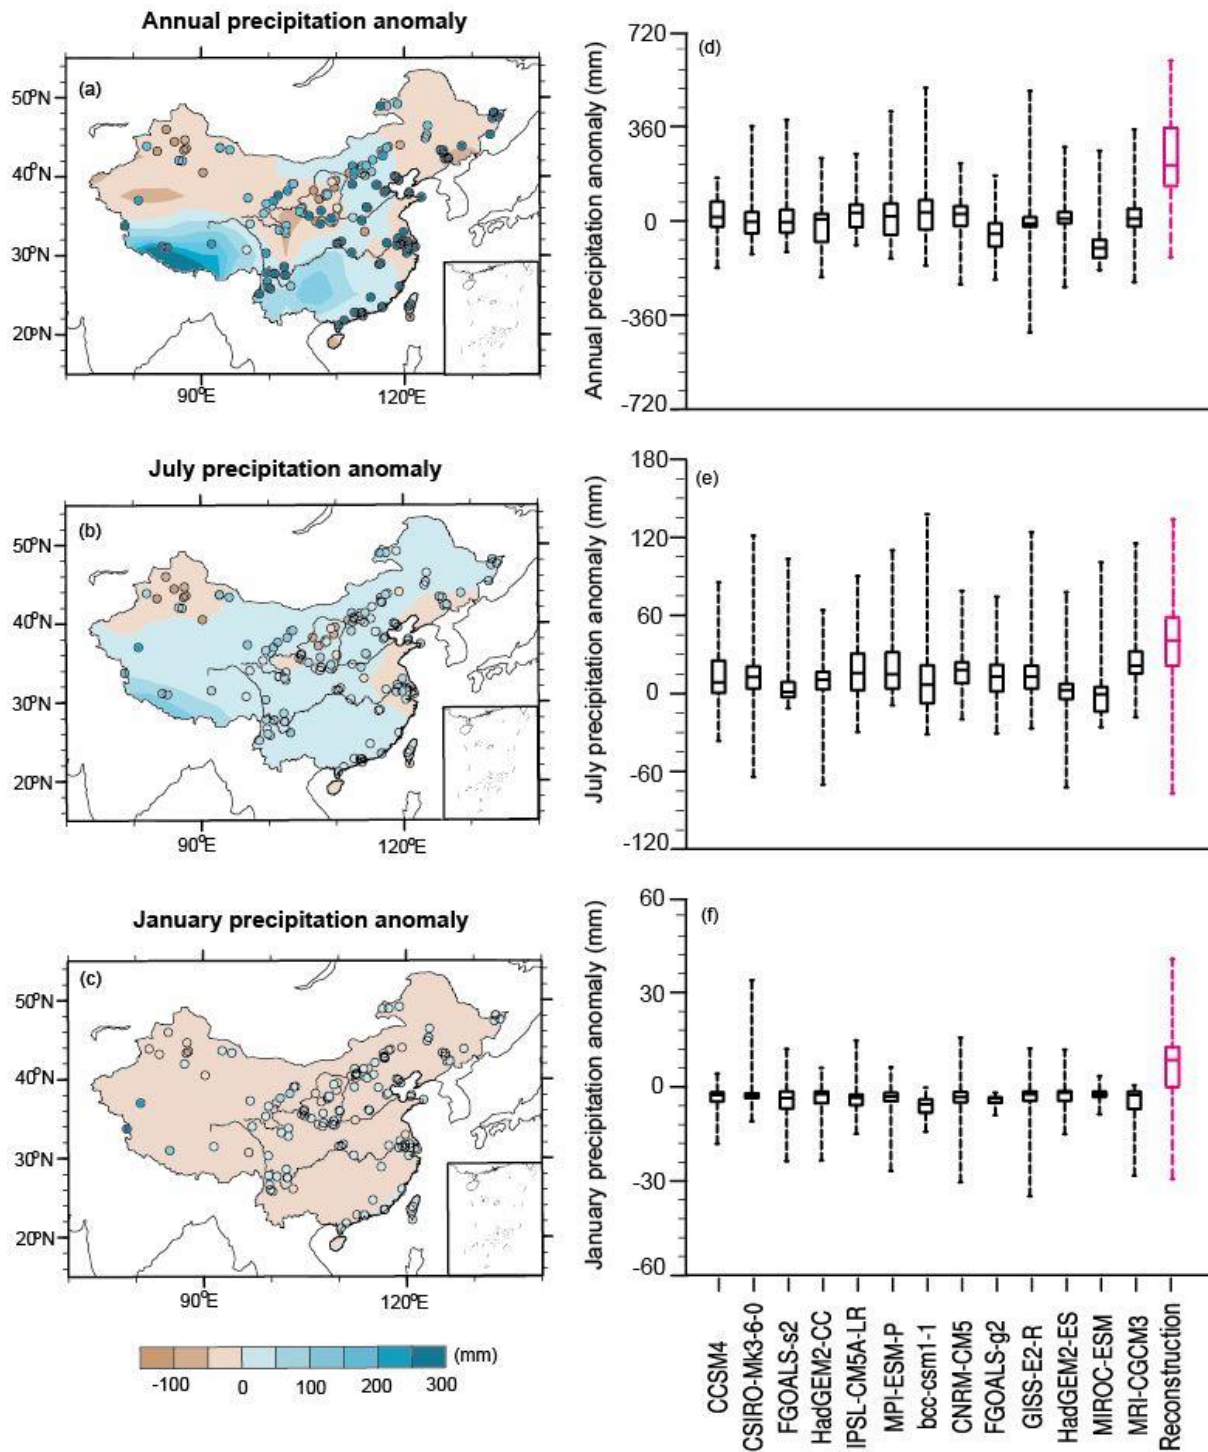 Annual precipitation anomaly
(a)
50°N
40°N
30°N
20°N
90°E
120°E
Annual precipitation anomaly (mm)
(d)
720
360
0
-360
-720
July precipitation anomaly
(b)
50°N
40°N
30°N
20°N
90°E
120°E
July precipitation anomaly (mm)
(e)
180
120
60
0
-60
-120
January precipitation anomaly
(c)
50°N
40°N
30°N
20°N
90°E
120°E
January precipitation anomaly (mm)
(f)
60
30
0
-30
-60
CCSM4
CSIRO-Mk3-6-0
FGOALS-s2
HadGEM2-CC
IPSL-CM5A-LR
MPI-ESM-P
bcc-csm1-1
CNRM-CM5
FGOALS-g2
GISS-E2-R
HadGEM2-ES
MIROC-ESM
MRI-CGCM3
Reconstruction
(mm)
-100 0 100 200 300